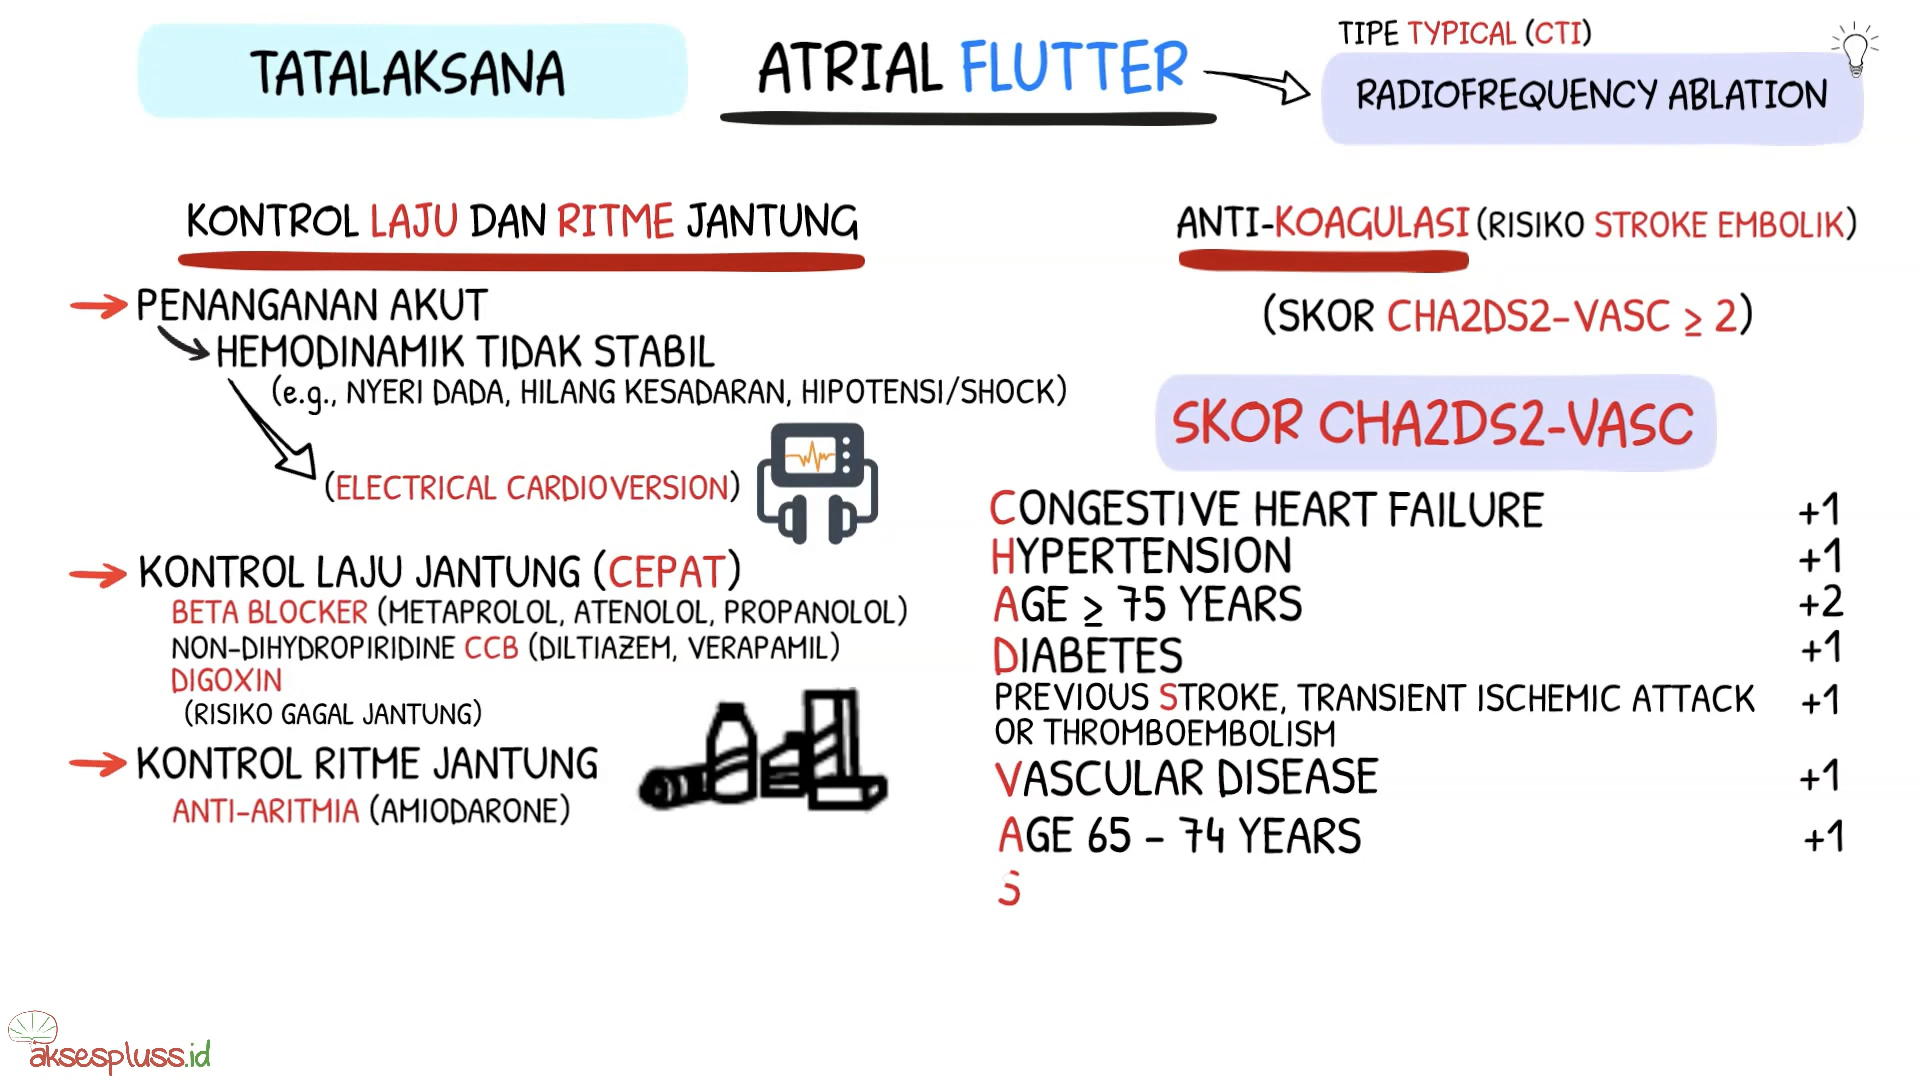 TATALAKSANA
ATRIAL FLUTTER
TIPE TYPICAL (CTI)
RADIOFREQUENCY ABLATION
KONTROL LAJU DAN RITME JANTUNG
PENANGANAN AKUT
HEMODINAMIK TIDAK STABIL
(e.g., NYERI DADA, HILANG KESADARAN, HIPOTENSI/SHOCK)
(ELECTRICAL CARDIOVERSION)
KONTROL LAJU JANTUNG (CEPAT)
BETA BLOCKER (METAPROLOL, ATENOLOL, PROPANOLOL)
NON-DIHYDROPIRIDINE CCB (DILTIAZEM, VERAPAMIL)
DIGOXIN
(RISIKO GAGAL JANTUNG)
KONTROL RITME JANTUNG
ANTI-ARITMIA (AMIODARONE)
ANTI-KOAGULASI (RISIKO STROKE EMBOLIK)
(SKOR CHA2DS2-VASC ≥ 2)
SKOR CHA2DS2-VASC
CONGESTIVE HEART FAILURE +1
HYPERTENSION +1
AGE ≥ 75 YEARS +2
DIABETES +1
PREVIOUS STROKE, TRANSIENT ISCHEMIC ATTACK +1
OR THROMBOEMBOLISM
VASCULAR DISEASE +1
AGE 65 - 74 YEARS +1
S
aksespluss.id